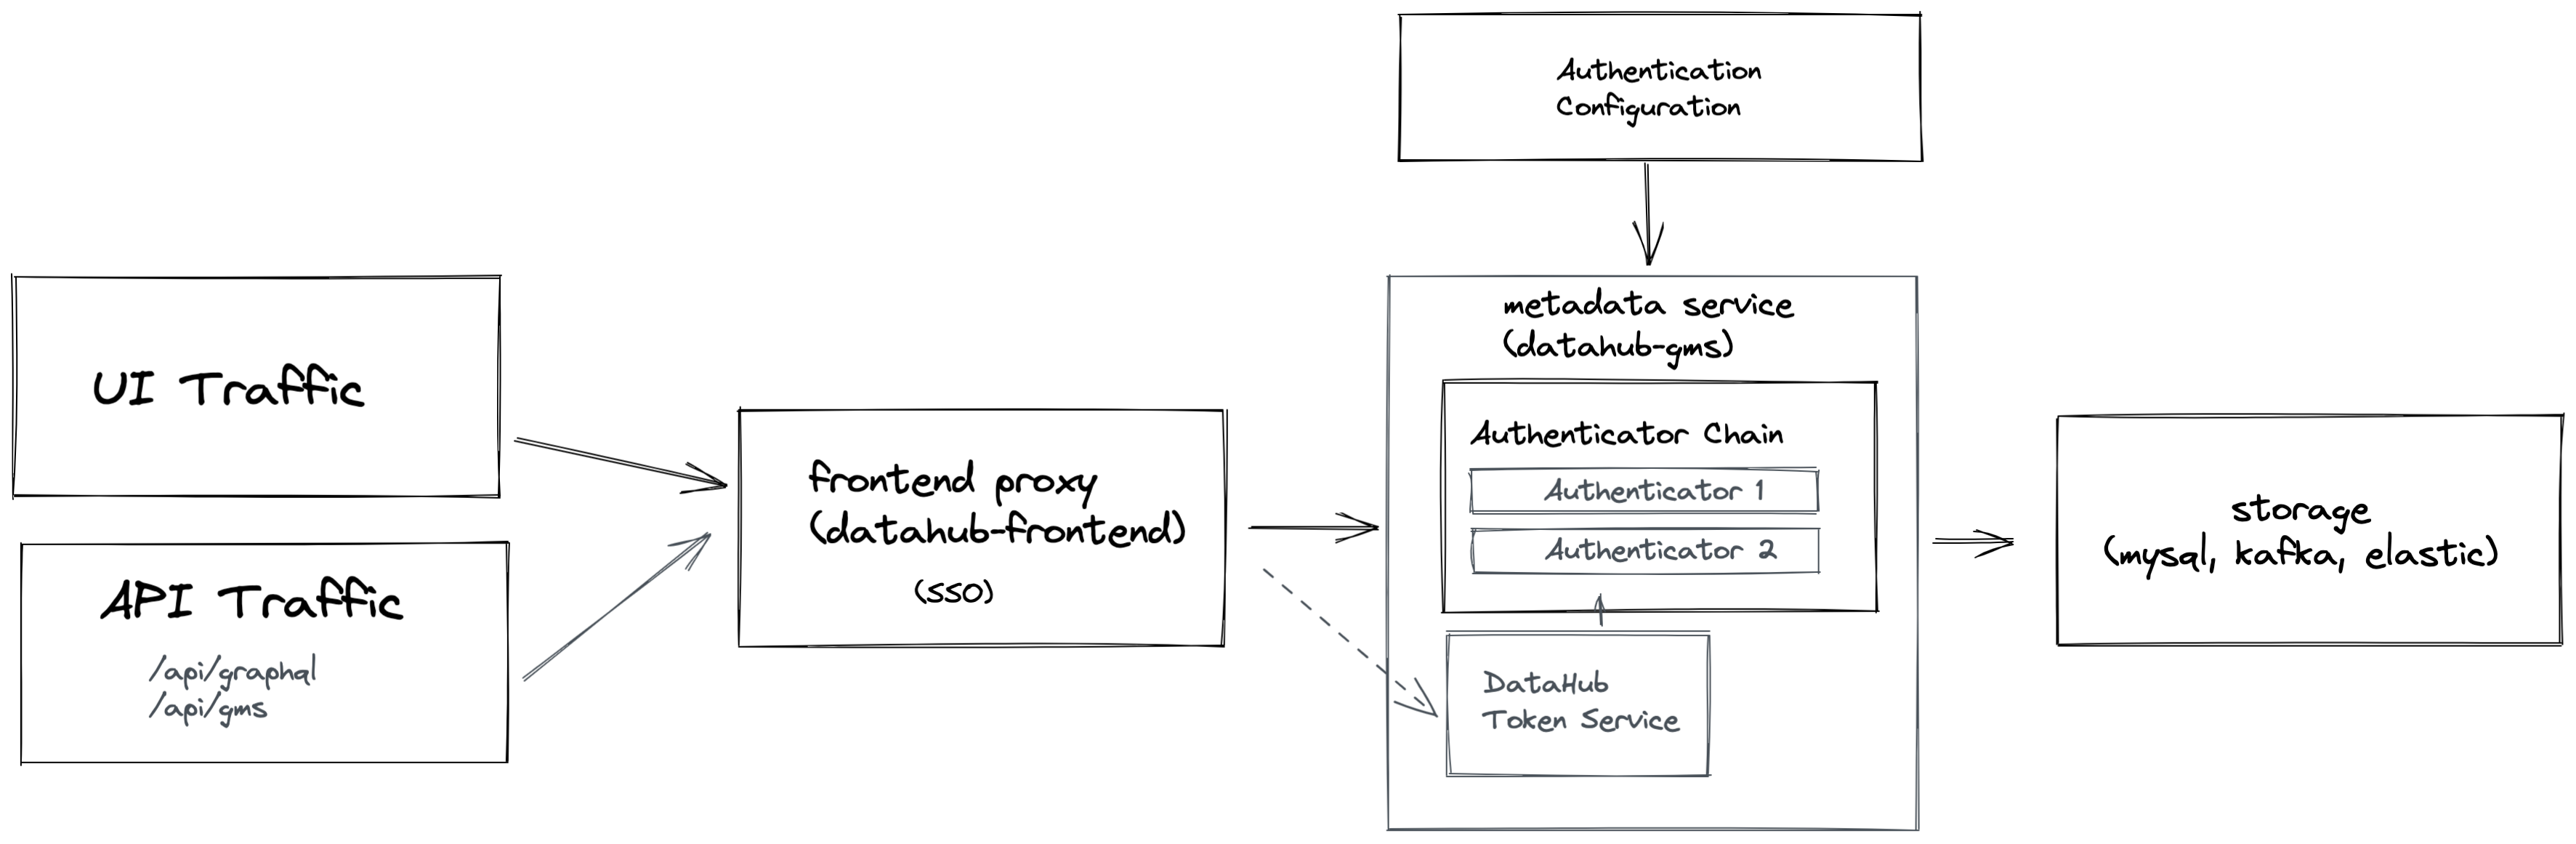 Authentication
Configuration
UI Traffic
API Traffic
/api/graphql
/api/gms
frontend proxy
(datahub-frontend)
(SSO)
metadata service
(datahub-gms)
Authenticator Chain
Authenticator 1
Authenticator 2
DataHub
Token Service
storage
(mysql, kafka, elastic)